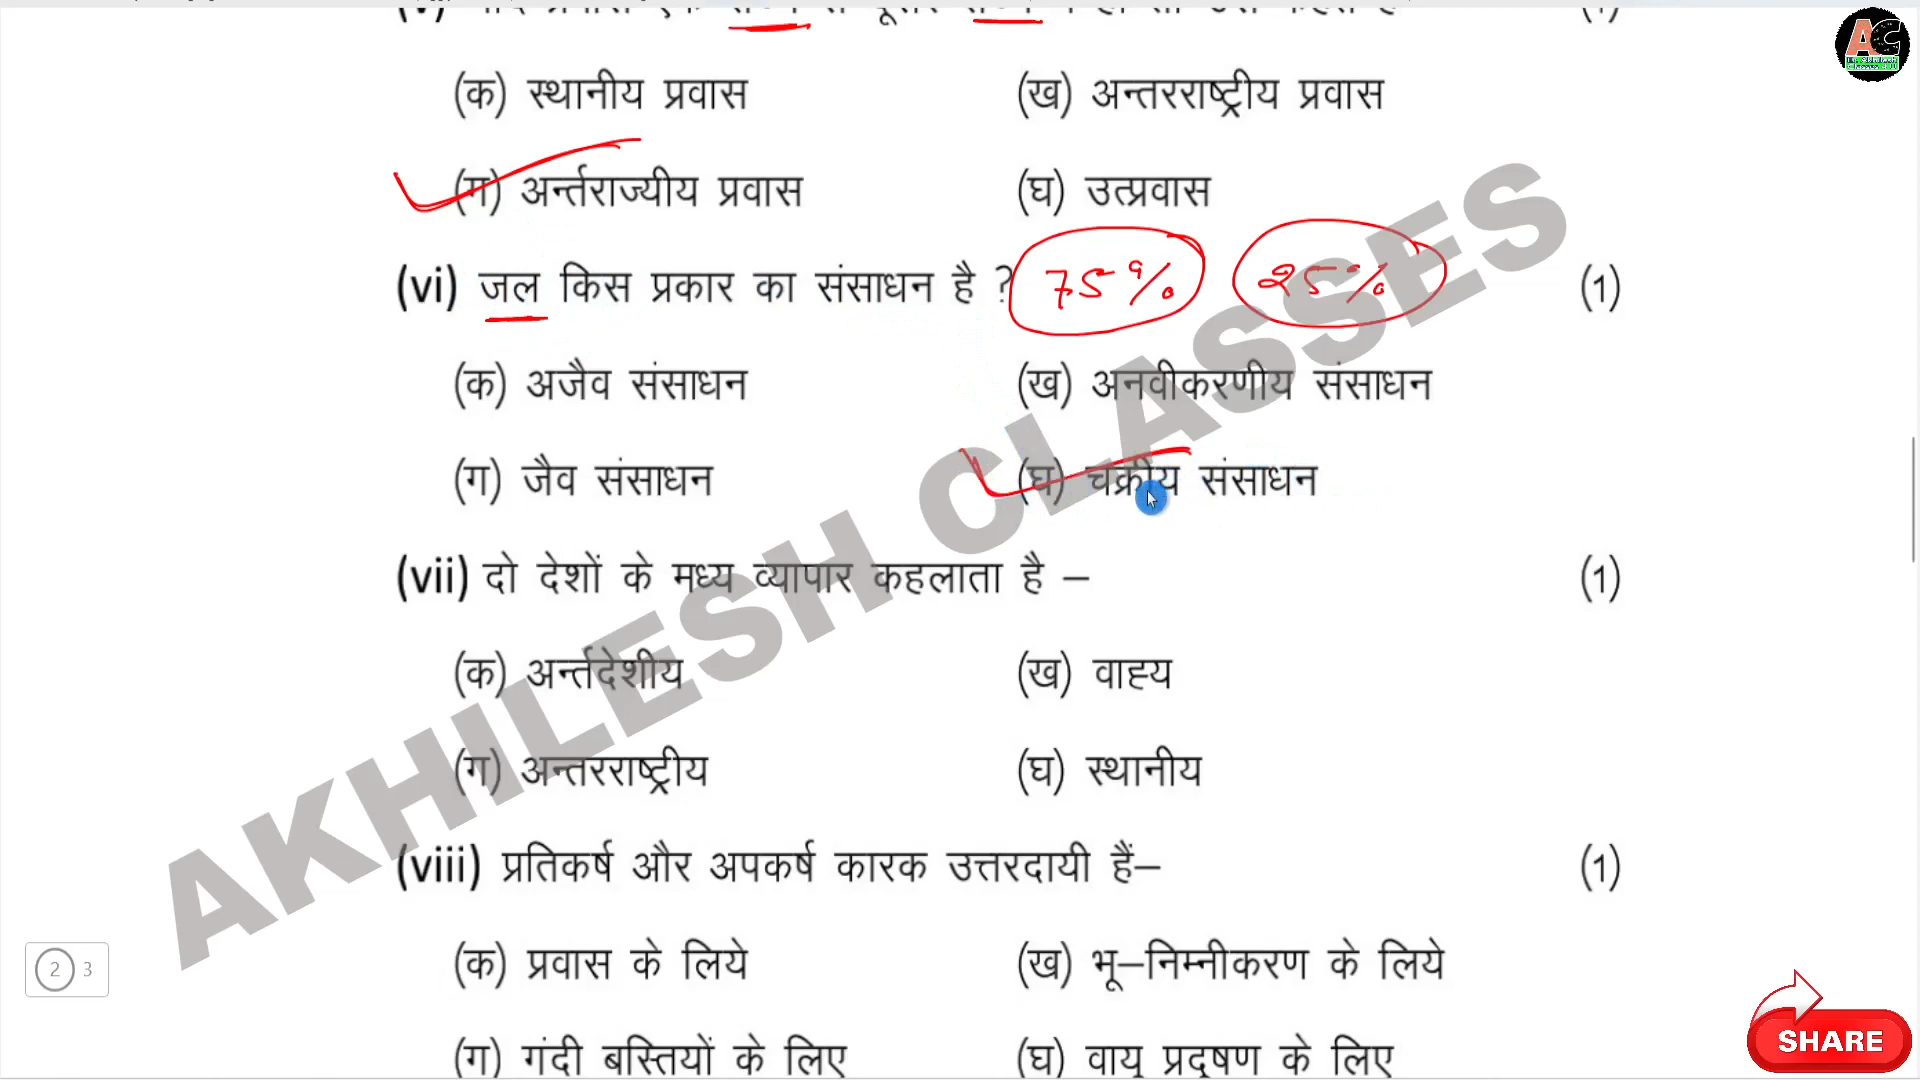 (क) स्थानीय प्रवास (ख) अन्तरराष्ट्रीय प्रवास
(ग) अर्न्तराज्यीय प्रवास (घ) उत्प्रवास
(vi) जल किस प्रकार का संसाधन है ? 75% 25% (1)
(क) अजैव संसाधन (ख) अनवीकरणीय संसाधन
(ग) जैव संसाधन (घ) चक्रीय संसाधन
(vii) दो देशों के मध्य व्यापार कहलाता है – (1)
(क) अर्न्तदेशीय (ख) वाह्य
(ग) अन्तरराष्ट्रीय (घ) स्थानीय
(viii) प्रतिकर्ष और अपकर्ष कारक उत्तरदायी हैं– (1)
(क) प्रवास के लिये (ख) भू–निम्नीकरण के लिये
(ग) गंदी बस्तियों के लिए (घ) वायु प्रदूषण के लिए
AKHILESH CLASSES
AC
2 3
SHARE